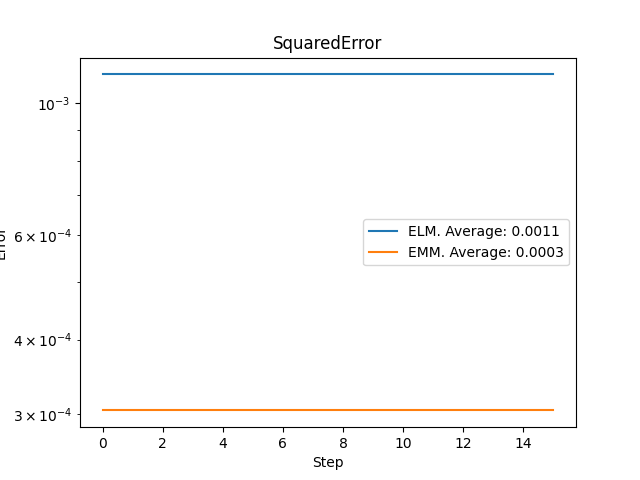 SquaredError
10⁻³
6 × 10⁻⁴
4 × 10⁻⁴
3 × 10⁻⁴
ELM. Average: 0.0011
EMM. Average: 0.0003
0 2 4 6 8 10 12 14
Step